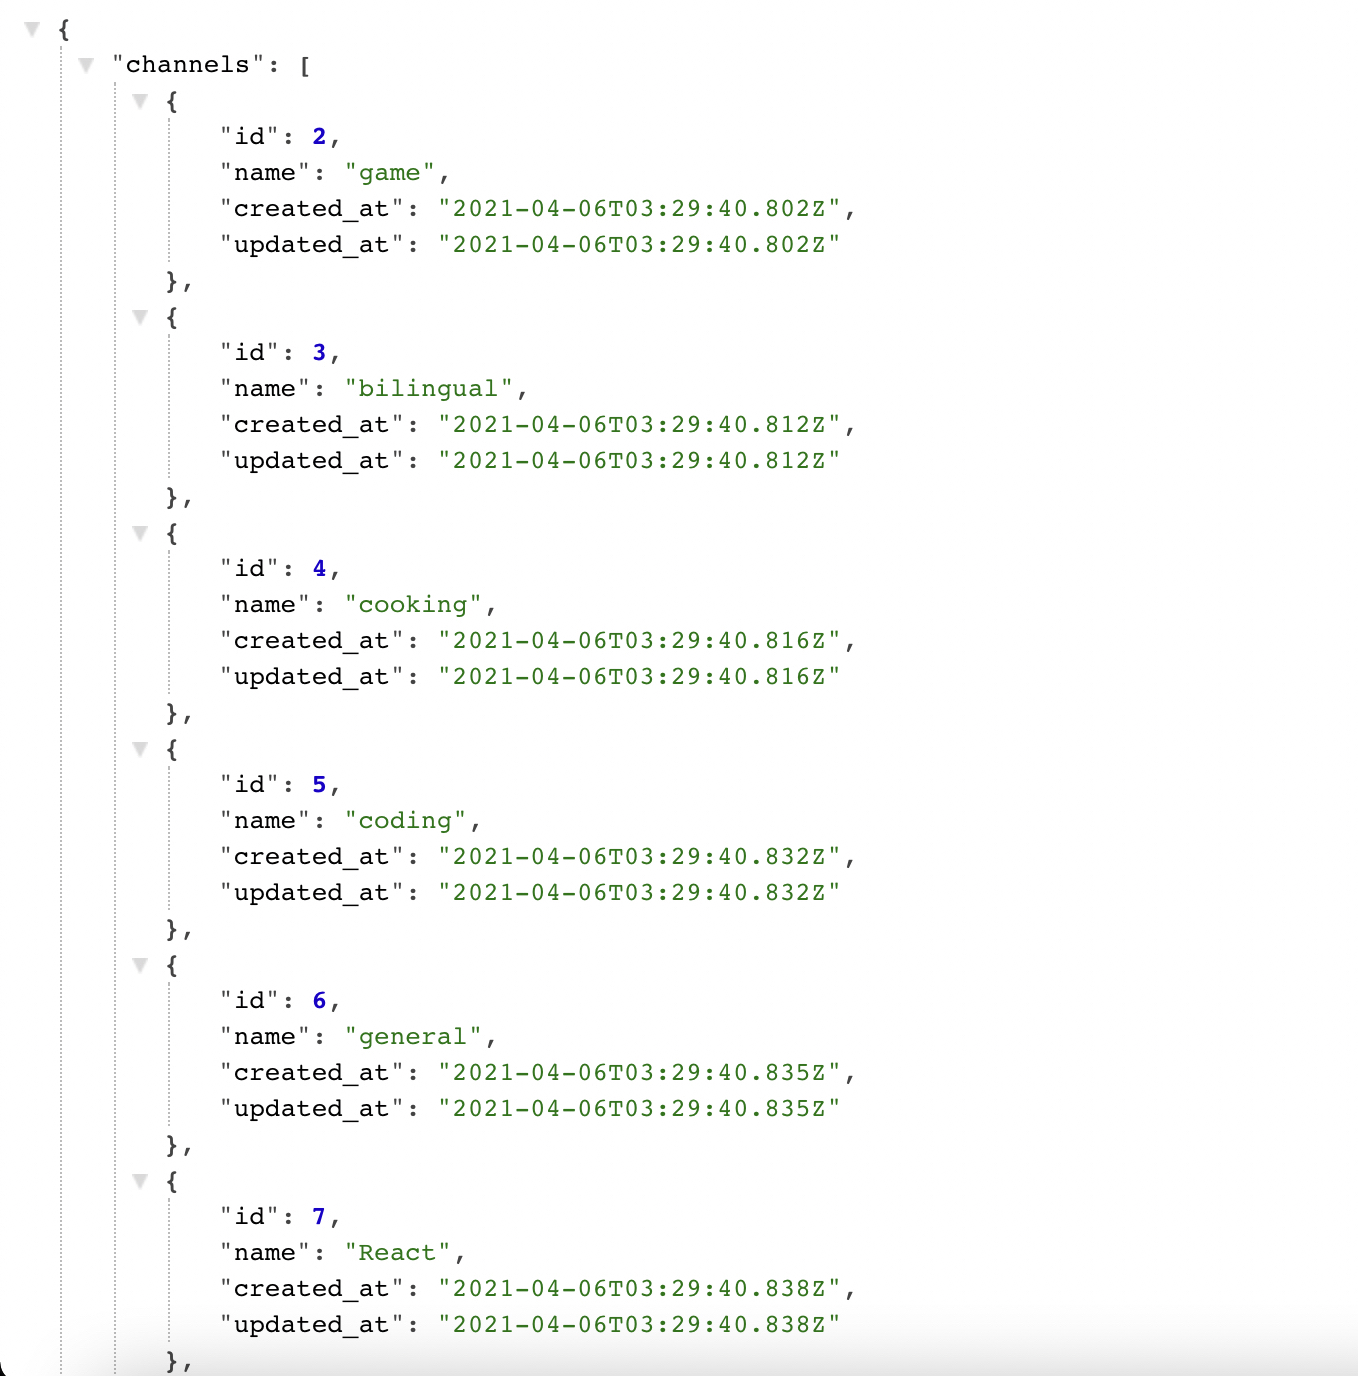 {
"channels": [
{
"id": 2,
"name": "game",
"created_at": "2021-04-06T03:29:40.802Z",
"updated_at": "2021-04-06T03:29:40.802Z"
},
{
"id": 3,
"name": "bilingual",
"created_at": "2021-04-06T03:29:40.812Z",
"updated_at": "2021-04-06T03:29:40.812Z"
},
{
"id": 4,
"name": "cooking",
"created_at": "2021-04-06T03:29:40.816Z",
"updated_at": "2021-04-06T03:29:40.816Z"
},
{
"id": 5,
"name": "coding",
"created_at": "2021-04-06T03:29:40.832Z",
"updated_at": "2021-04-06T03:29:40.832Z"
},
{
"id": 6,
"name": "general",
"created_at": "2021-04-06T03:29:40.835Z",
"updated_at": "2021-04-06T03:29:40.835Z"
},
{
"id": 7,
"name": "React",
"created_at": "2021-04-06T03:29:40.838Z",
"updated_at": "2021-04-06T03:29:40.838Z"
},